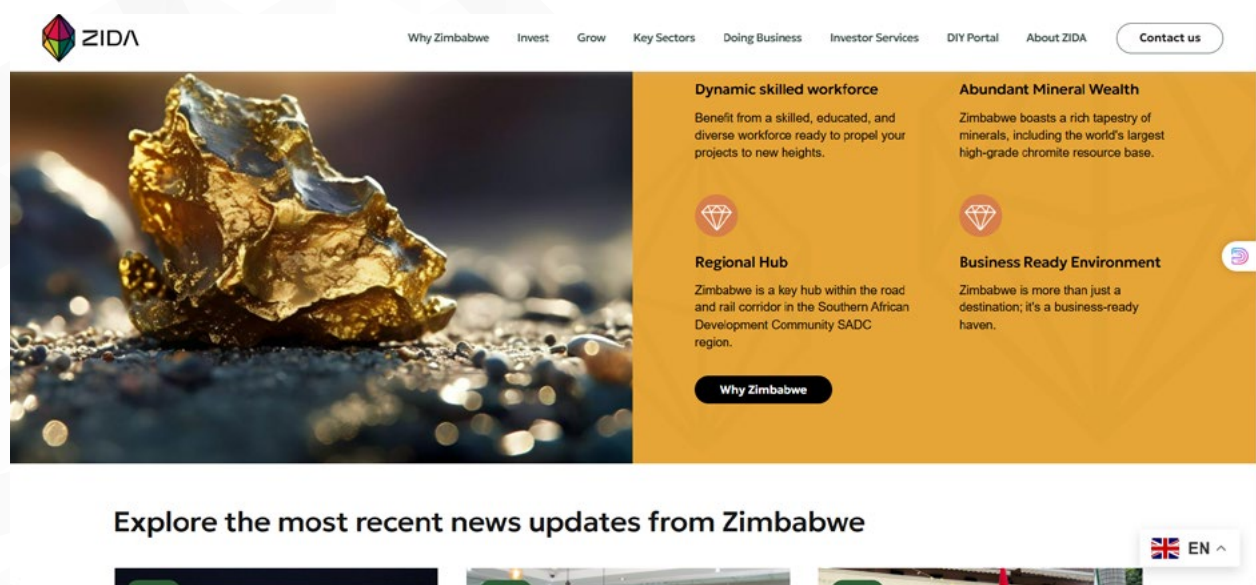 ZIDA
Why Zimbabwe
Invest
Grow
Key Sectors
Doing Business
Investor Services
DIY Portal
About ZIDA
Contact us
Dynamic skilled workforce
Benefit from a skilled, educated, and
diverse workforce ready to propel your
projects to new heights.
Abundant Mineral Wealth
Zimbabwe boasts a rich tapestry of
minerals, including the world's largest
high-grade chromite resource base.
Regional Hub
Zimbabwe is a key hub within the road
and rail corridor in the Southern African
Development Community SADC
region.
Business Ready Environment
Zimbabwe is more than just a
destination; it's a business-ready
haven.
Why Zimbabwe
Explore the most recent news updates from Zimbabwe
EN